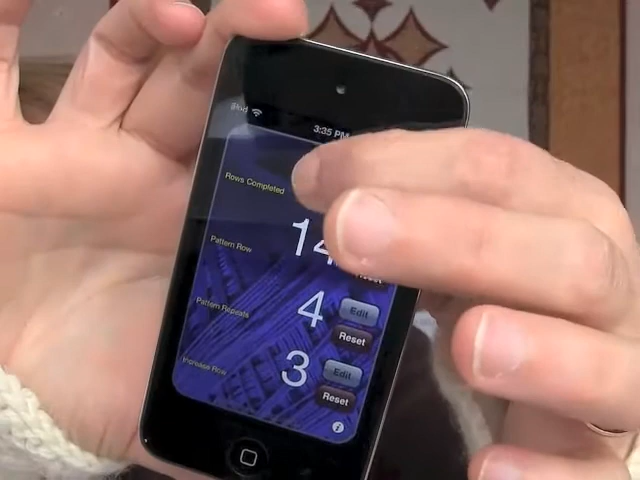 iPod 3:35 PM
Rows Completed
Pattern Row 14
Pattern Repeats 4 Edit
Reset
Increase Row 3 Edit
Reset